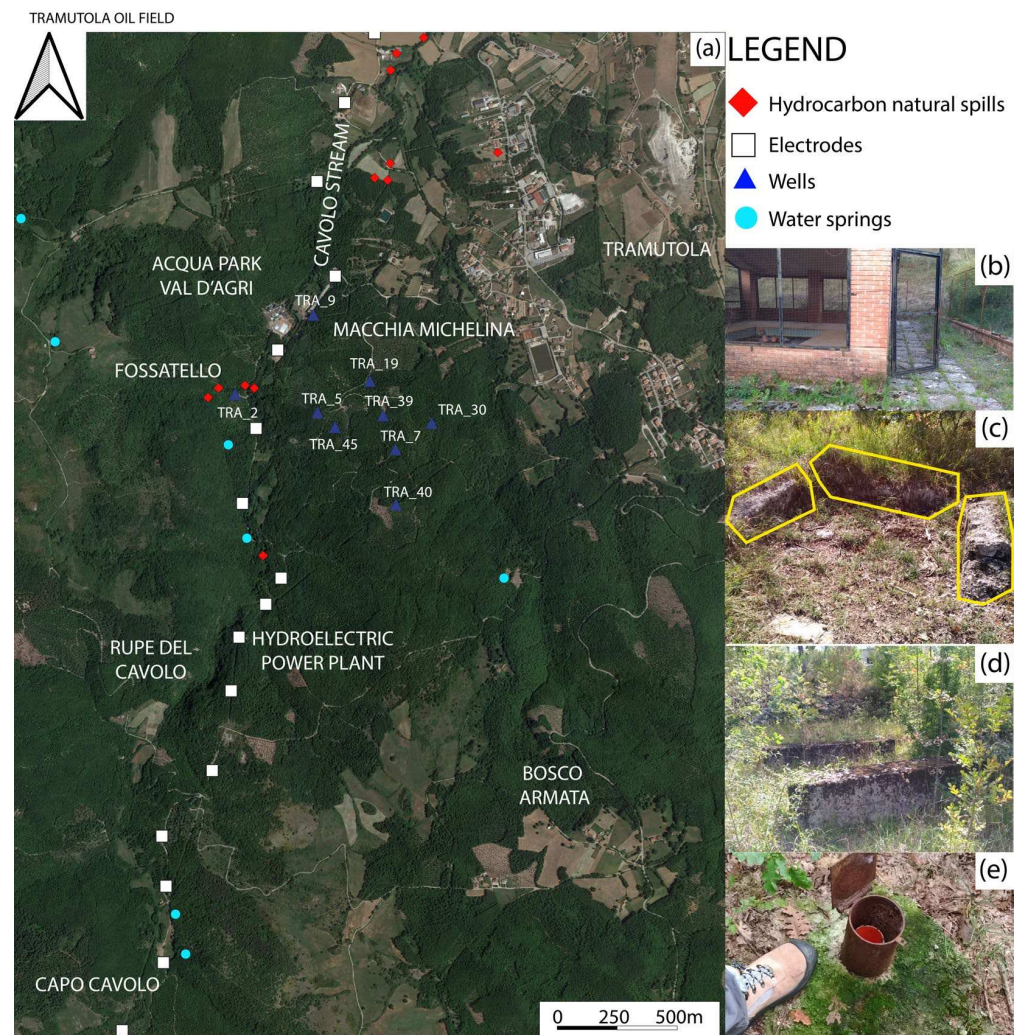 TRAMUTOLA OIL FIELD
(a)
LEGEND
Hydrocarbon natural spills
Electrodes
Wells
Water springs
CAVOLO STREAM
TRAMUTOLA
ACQUA PARK
VAL D'AGRI
TRA_9
MACCHIA MICHELINA
FOSSATELLO
TRA_19
TRA_2
TRA_5
TRA_39
TRA_30
TRA_45
TRA_7
TRA_40
RUPE DEL
CAVOLO
HYDROELECTRIC
POWER PLANT
BOSCO
ARMATA
CAPO CAVOLO
0 250 500m
(b)
(c)
(d)
(e)